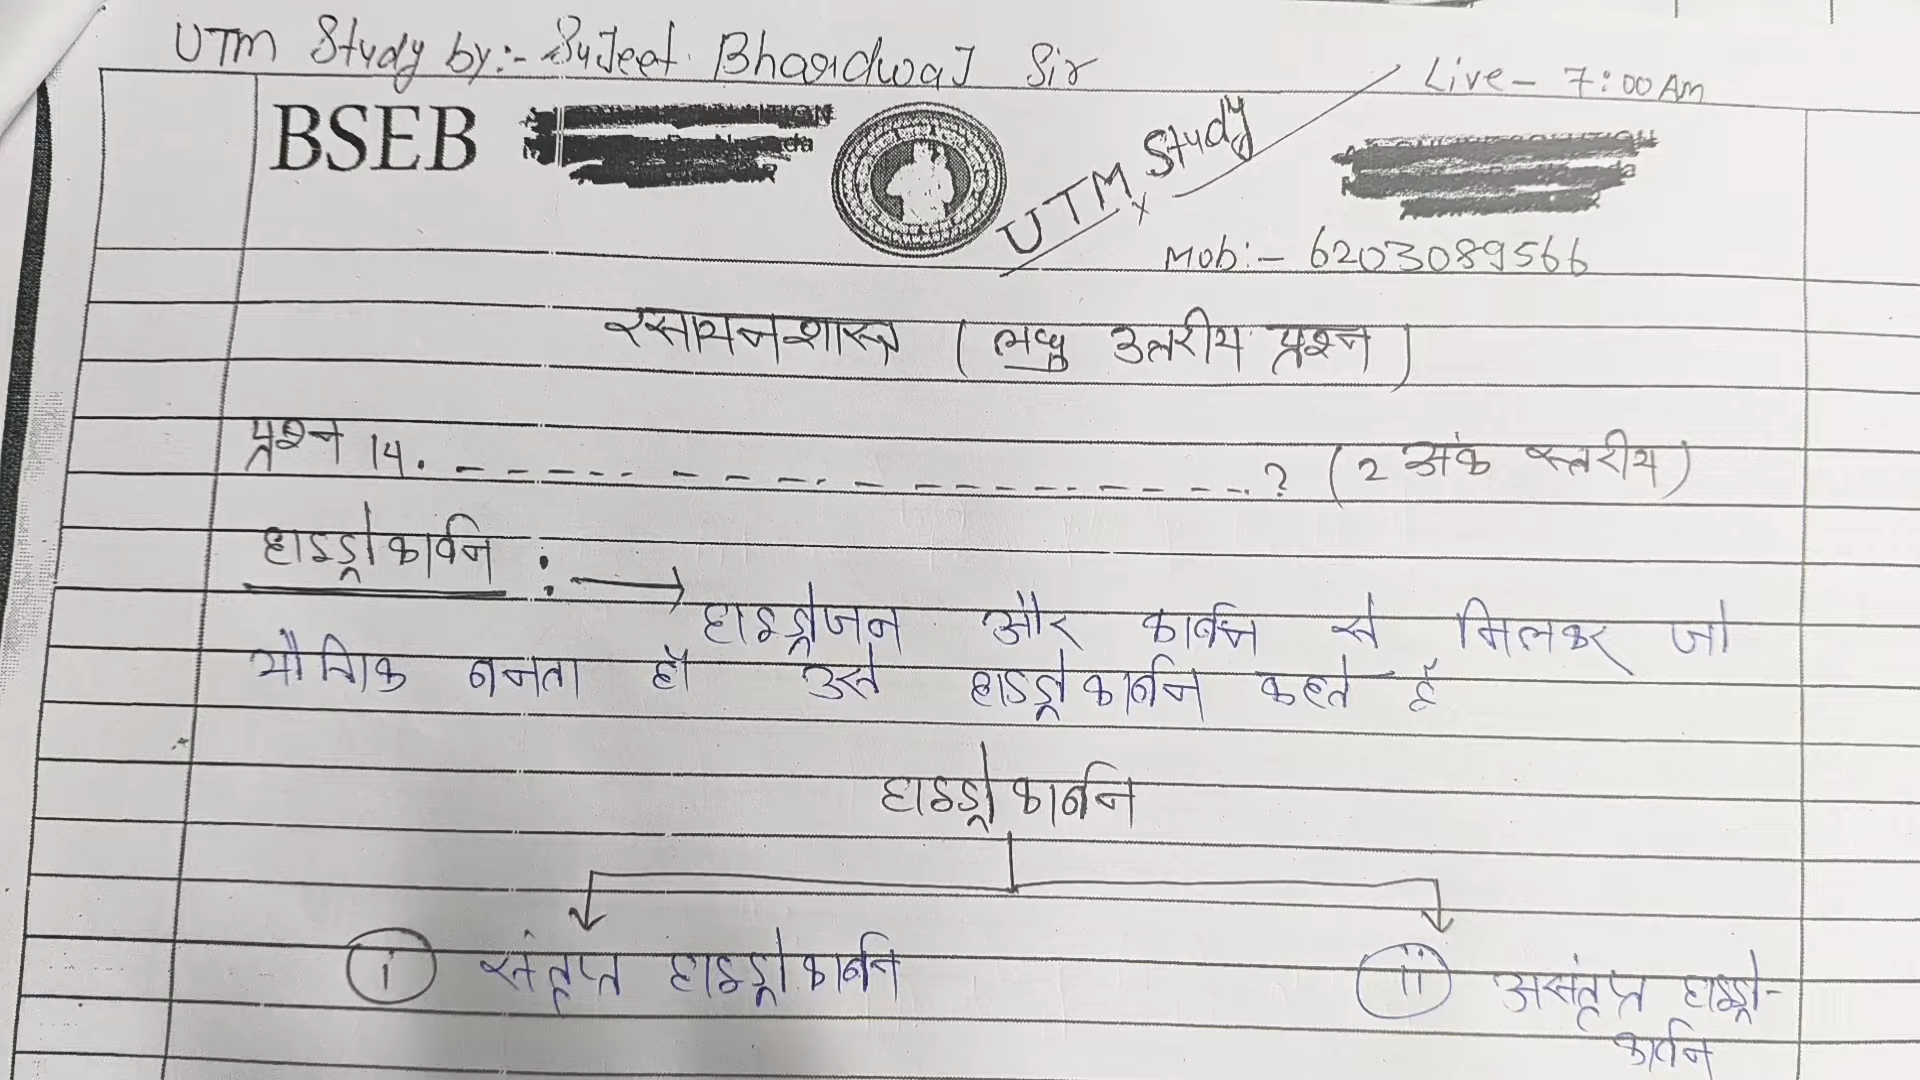 UTM Study by:- SuJeet Bharadwaj Sir
Live - 7:00 Am
BSEB
UTM Study
Mob:- 6203089566
रसायनशास्त्र (लघु उत्तरीय प्रश्न)
प्रश्न 14. ---------------------? (2 अंक स्तरीय)
हाइड्रोकार्बन :→
हाइड्रोजन और कार्बन से मिलकर जो
यौगिक बनता है। उसे हाइड्रोकार्बन कहते हैं
हाइड्रोकार्बन
i संतृप्त हाइड्रोकार्बन
ii असंतृप्त हाइड्रो-
कार्बन